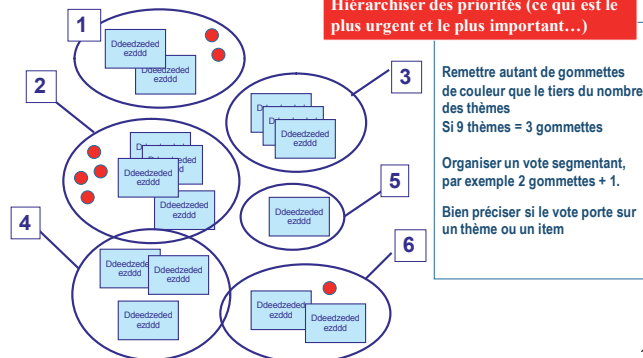 Hiérarchiser des priorités (ce qui est le
plus urgent et le plus important…)
1
Ddeedzeded
ezddd
Ddeedzeded
ezddd
2
Ddeedzeded
ezddd
Ddeedzeded
ezddd
3
Ddeedzeded
ezddd
5
Ddeedzeded
ezddd
4
Ddeedzeded
ezddd
Ddeedzeded
ezddd
Ddeedzeded
ezddd
6
Ddeedzeded
ezddd
Ddeedzeded
ezddd
Remettre autant de gommettes
de couleur que le tiers du nombre
des thèmes
Si 9 thèmes = 3 gommettes
Organiser un vote segmentant,
par exemple 2 gommettes + 1.
Bien préciser si le vote porte sur
un thème ou un item